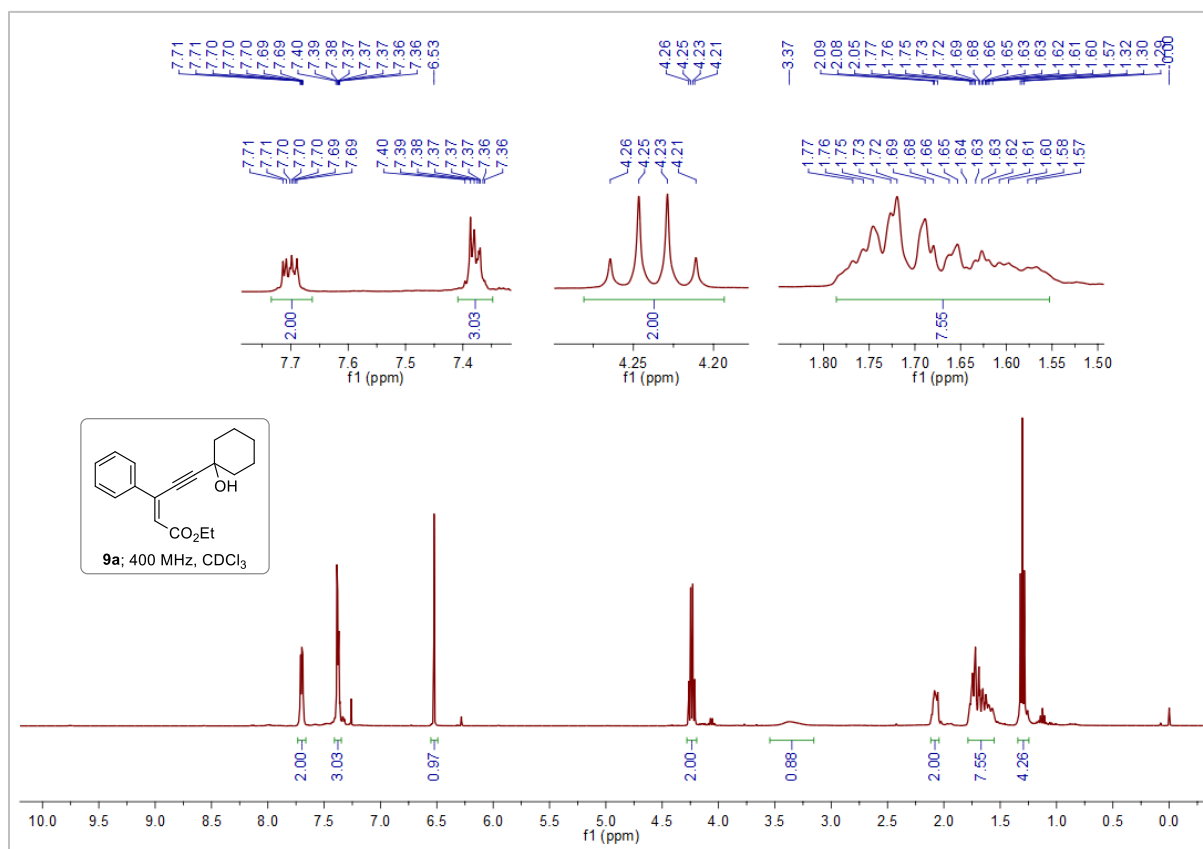 7.71 7.71 7.70 7.70 7.70 7.69 7.69 7.40 7.39 7.38 7.37 7.37 7.37 7.36 7.36 6.53 4.26 4.25 4.23 4.21 3.37 2.09 2.08 2.05 1.77 1.76 1.75 1.73 1.72 1.69 1.68 1.66 1.65 1.63 1.63 1.62 1.61 1.60 1.57 1.32 1.30 1.29 0.00
7.71 7.71 7.70 7.70 7.70 7.69 7.69 7.40 7.39 7.38 7.37 7.37 7.37 7.36 7.36
4.26 4.25 4.23 4.21
1.77 1.76 1.75 1.73 1.72 1.69 1.68 1.66 1.65 1.64 1.63 1.63 1.62 1.61 1.60 1.58 1.57
2.00 3.03
7.7 7.6 7.5 7.4
f1 (ppm)
2.00
4.25 4.20
f1 (ppm)
7.55
1.80 1.75 1.70 1.65 1.60 1.55 1.50
f1 (ppm)
OH
CO₂Et
9a; 400 MHz, CDCl₃
2.00 3.03 0.97 2.00 0.88 2.00 7.55 4.26
10.0 9.5 9.0 8.5 8.0 7.5 7.0 6.5 6.0 5.5 5.0 4.5 4.0 3.5 3.0 2.5 2.0 1.5 1.0 0.5 0.0
f1 (ppm)